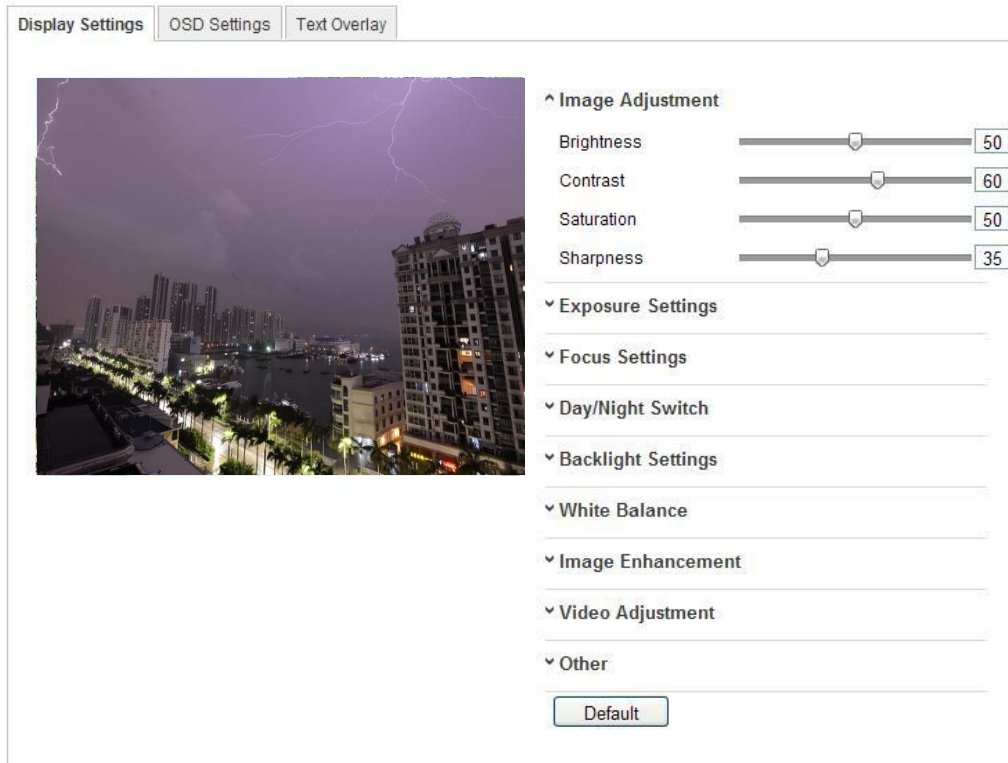 Display Settings OSD Settings Text Overlay
Image Adjustment
Brightness 50
Contrast 60
Saturation 50
Sharpness 35
Exposure Settings
Focus Settings
Day/Night Switch
Backlight Settings
White Balance
Image Enhancement
Video Adjustment
Other
Default